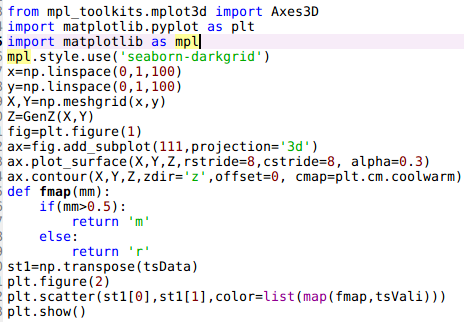 from mpl_toolkits.mplot3d import Axes3D
import matplotlib.pyplot as plt
import matplotlib as mpl
mpl.style.use('seaborn-darkgrid')
x=np.linspace(0,1,100)
y=np.linspace(0,1,100)
X,Y=np.meshgrid(x,y)
Z=GenZ(X,Y)
fig=plt.figure(1)
ax=fig.add_subplot(111,projection='3d')
ax.plot_surface(X,Y,Z,rstride=8,cstride=8, alpha=0.3)
ax.contour(X,Y,Z,zdir='z',offset=0, cmap=plt.cm.coolwarm)
def fmap(mm):
    if(mm>0.5):
        return 'm'
    else:
        return 'r'
st1=np.transpose(tsData)
plt.figure(2)
plt.scatter(st1[0],st1[1],color=list(map(fmap,tsVali)))
plt.show()